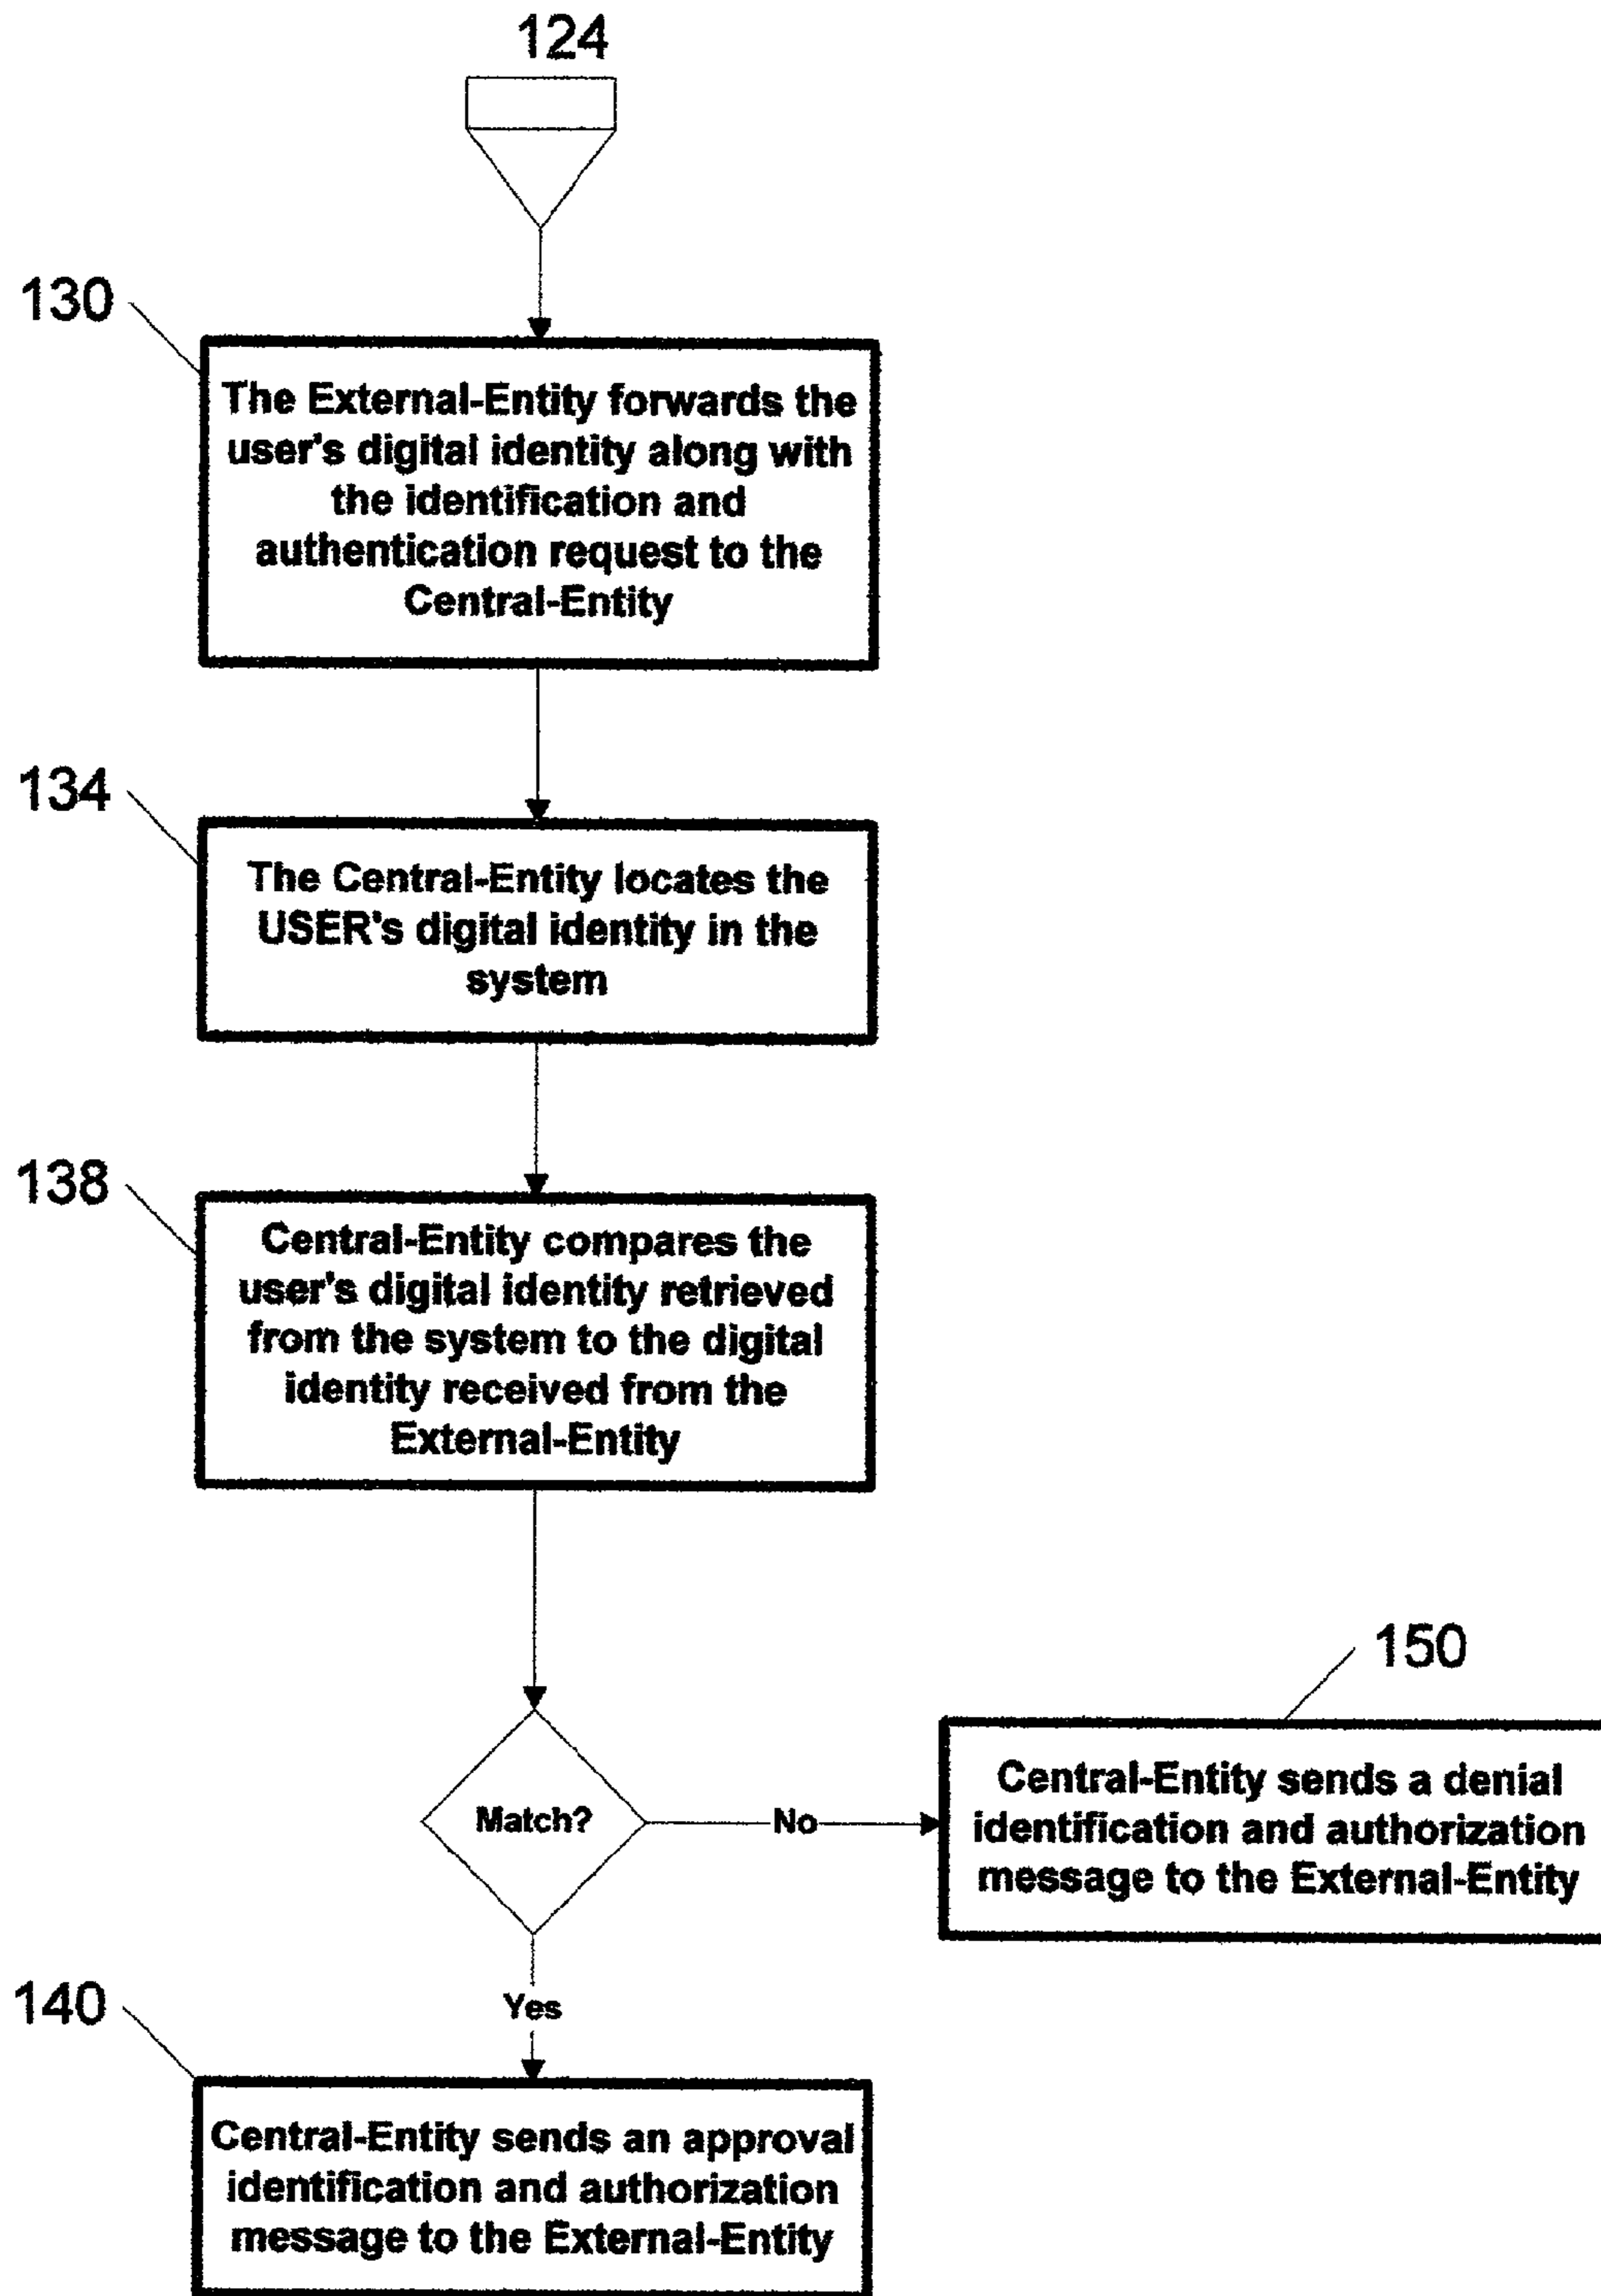 124
130
The External-Entity forwards the
user's digital identity along with
the identification and
authentication request to the
Central-Entity
134
The Central-Entity locates the
USER's digital identity in the
system
138
Central-Entity compares the
user's digital identity retrieved
from the system to the digital
identity received from the
External-Entity
150
Match?
No
Central-Entity sends a denial
identification and authorization
message to the External-Entity
Yes
140
Central-Entity sends an approval
identification and authorization
message to the External-Entity